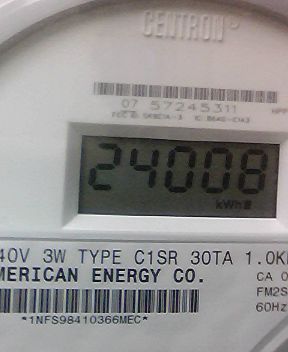 CENTRON
07 57245311
24008
kWh
40V 3W TYPE C1SR 30TA 1.0K
MERICAN ENERGY CO.
CA 0
FM2S
60Hz
*1NFS98410366MEC*